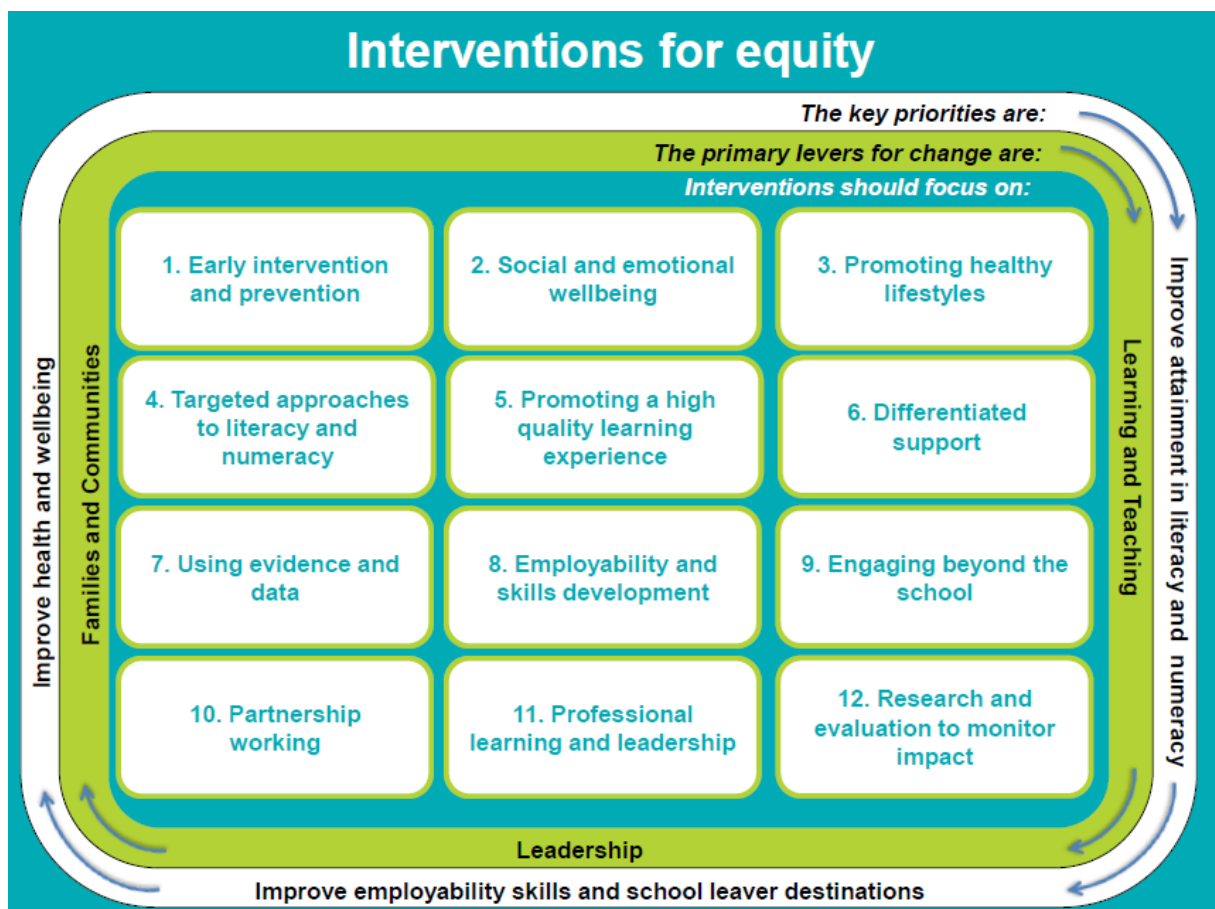 Interventions for equity
The key priorities are:
The primary levers for change are:
Interventions should focus on:
1. Early intervention
and prevention
2. Social and emotional
wellbeing
3. Promoting healthy
lifestyles
4. Targeted approaches
to literacy and
numeracy
5. Promoting a high
quality learning
experience
6. Differentiated
support
7. Using evidence and
data
8. Employability and
skills development
9. Engaging beyond the
school
10. Partnership
working
11. Professional
learning and leadership
12. Research and
evaluation to monitor
impact
Learning and Teaching
Improve attainment in literacy and numeracy
Leadership
Improve employability skills and school leaver destinations
Families and Communities
Improve health and wellbeing